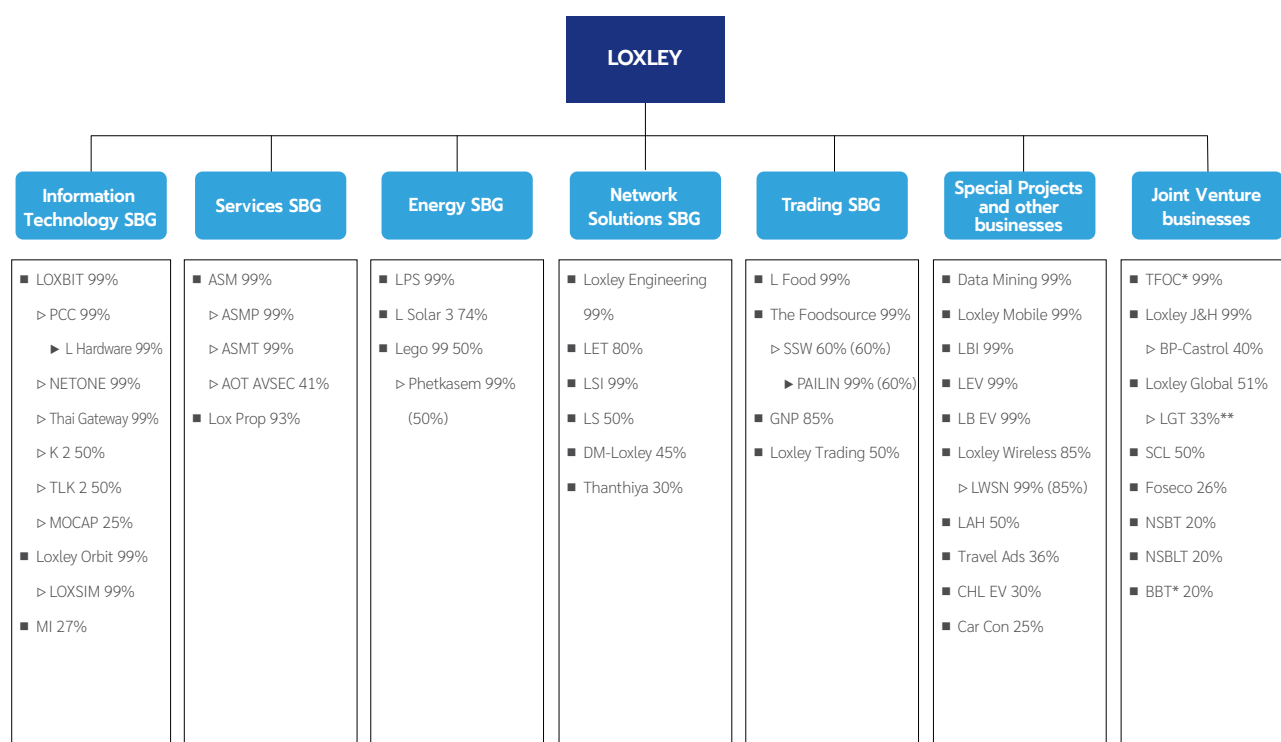 LOXLEY
Information
Technology SBG
■ LOXBIT 99%
▷ PCC 99%
▶ L Hardware 99%
▷ NETONE 99%
▷ Thai Gateway 99%
▷ K 2 50%
▷ TLK 2 50%
▷ MOCAP 25%
■ Loxley Orbit 99%
▷ LOXSIM 99%
■ MI 27%
Services SBG
■ ASM 99%
▷ ASMP 99%
▷ ASMT 99%
▷ AOT AVSEC 41%
■ Lox Prop 93%
Energy SBG
■ LPS 99%
■ L Solar 3 74%
■ Lego 99 50%
▷ Phetkasem 99%
(50%)
Network
Solutions SBG
■ Loxley Engineering
99%
■ LET 80%
■ LSI 99%
■ LS 50%
■ DM-Loxley 45%
■ Thanthiya 30%
Trading SBG
■ L Food 99%
■ The Foodsource 99%
▷ SSW 60% (60%)
▶ PAILIN 99% (60%)
■ GNP 85%
■ Loxley Trading 50%
Special Projects
and other
businesses
■ Data Mining 99%
■ Loxley Mobile 99%
■ LBI 99%
■ LEV 99%
■ LB EV 99%
■ Loxley Wireless 85%
▷ LWSN 99% (85%)
■ LAH 50%
■ Travel Ads 36%
■ CHL EV 30%
■ Car Con 25%
Joint Venture
businesses
■ TFOC* 99%
■ Loxley J&H 99%
▷ BP-Castrol 40%
■ Loxley Global 51%
▷ LGT 33%**
■ SCL 50%
■ Foseco 26%
■ NSBT 20%
■ NSBLT 20%
■ BBT* 20%